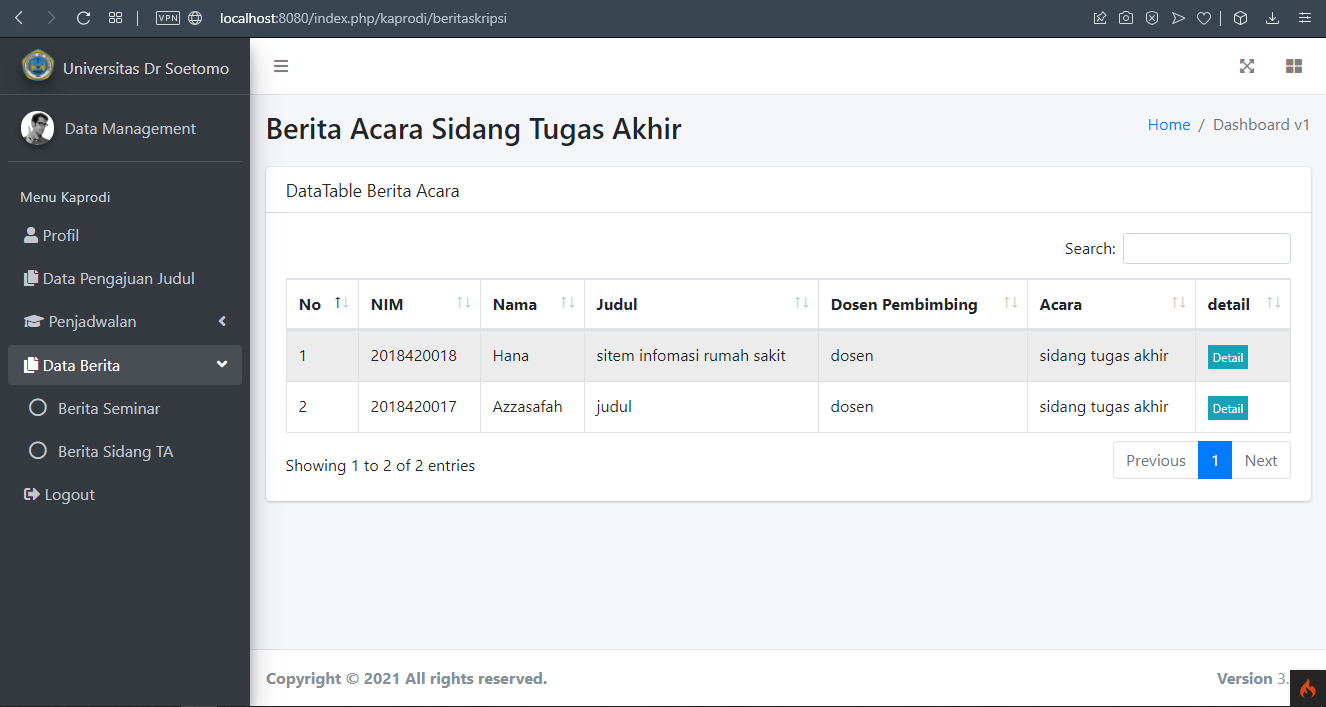 VPN localhost:8080/index.php/kaprodi/beritaskripsi
Universitas Dr Soetomo
Data Management
Menu Kaprodi
Profil
Data Pengajuan Judul
Penjadwalan
Data Berita
Berita Seminar
Berita Sidang TA
Logout
Berita Acara Sidang Tugas Akhir
Home / Dashboard v1
DataTable Berita Acara
Search:
No NIM Nama Judul Dosen Pembimbing Acara detail
1 2018420018 Hana sitem infomasi rumah sakit dosen sidang tugas akhir Detail
2 2018420017 Azzasafah judul dosen sidang tugas akhir Detail
Showing 1 to 2 of 2 entries
Previous 1 Next
Copyright © 2021 All rights reserved.
Version 3.